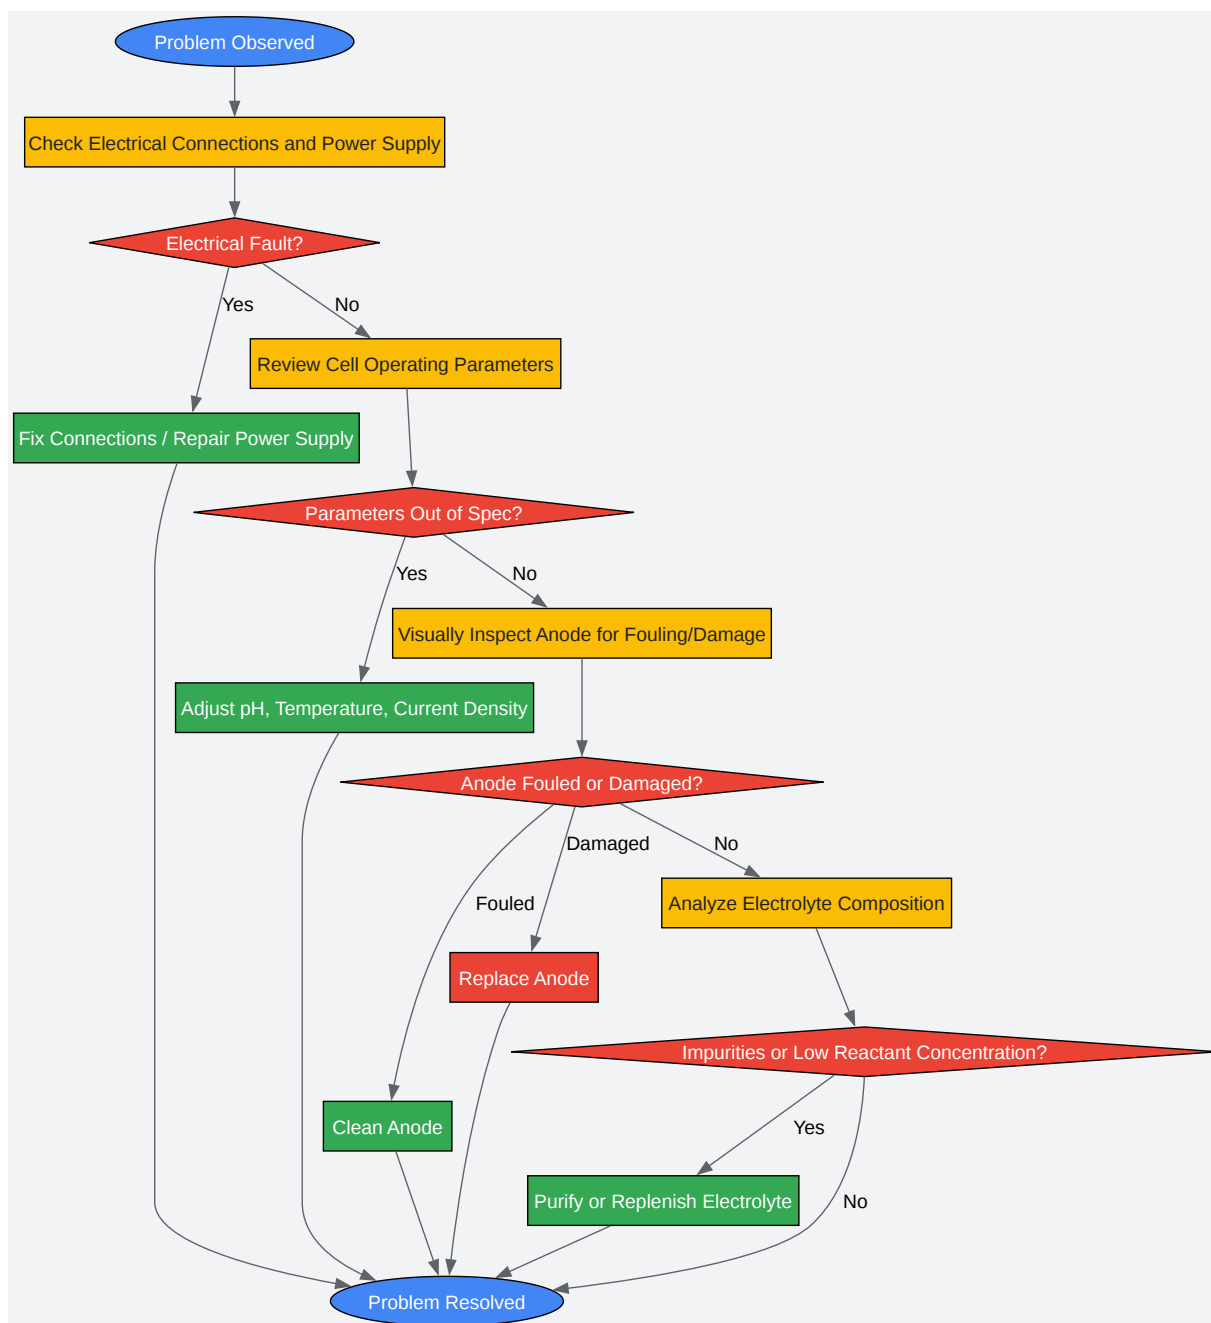 Problem Observed
Check Electrical Connections and Power Supply
Electrical Fault?
Yes
No
Review Cell Operating Parameters
Fix Connections / Repair Power Supply
Parameters Out of Spec?
Yes
No
Visually Inspect Anode for Fouling/Damage
Adjust pH, Temperature, Current Density
Anode Fouled or Damaged?
Damaged
No
Fouled
Analyze Electrolyte Composition
Replace Anode
Impurities or Low Reactant Concentration?
Clean Anode
Yes
Purify or Replenish Electrolyte
No
Problem Resolved